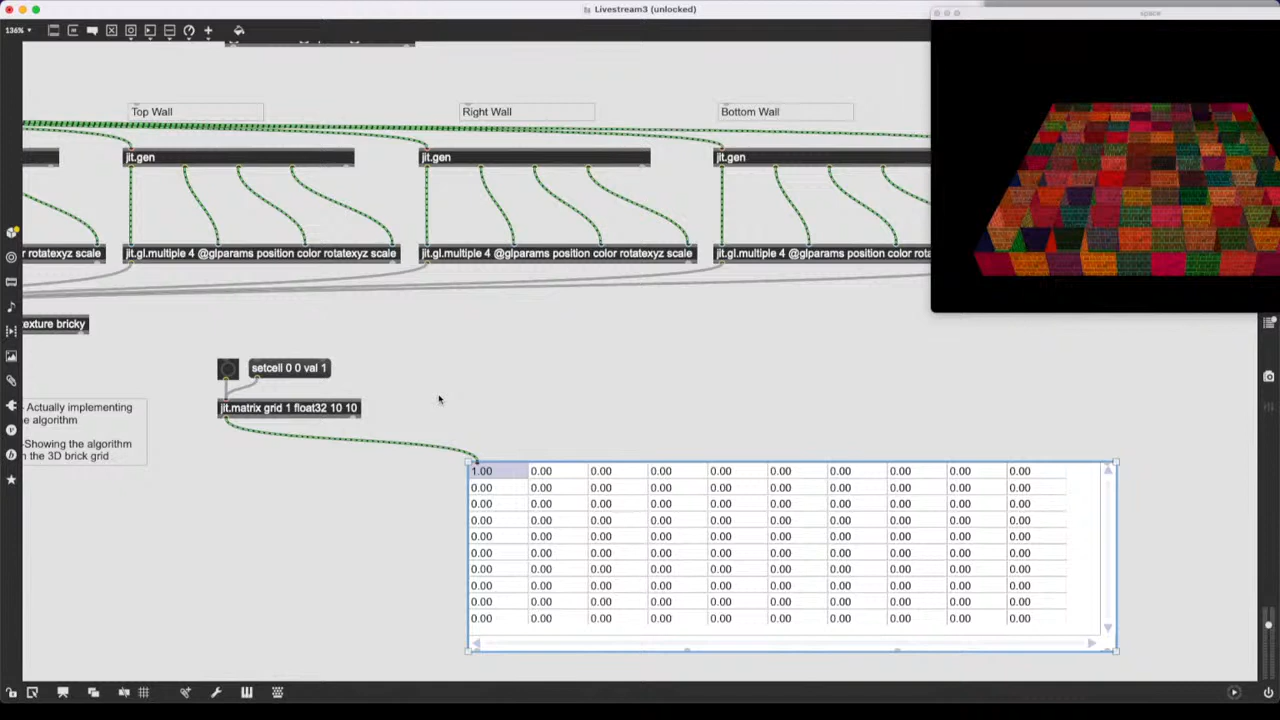 Livestream3 (unlocked)
space
136%
Top Wall
Right Wall
Bottom Wall
jit.gen
jit.gen
jit.gen
r rotatexyz scale
jit.gl.multiple 4 @glparams position color rotatexyz scale
jit.gl.multiple 4 @glparams position color rotatexyz scale
jit.gl.multiple 4 @glparams position color rota
exture bricky
setcell 0 0 val 1
jit.matrix grid 1 float32 10 10
- Actually implementing
e algorithm
Showing the algorithm
n the 3D brick grid
1.00 0.00 0.00 0.00 0.00 0.00 0.00 0.00 0.00 0.00
0.00 0.00 0.00 0.00 0.00 0.00 0.00 0.00 0.00 0.00
0.00 0.00 0.00 0.00 0.00 0.00 0.00 0.00 0.00 0.00
0.00 0.00 0.00 0.00 0.00 0.00 0.00 0.00 0.00 0.00
0.00 0.00 0.00 0.00 0.00 0.00 0.00 0.00 0.00 0.00
0.00 0.00 0.00 0.00 0.00 0.00 0.00 0.00 0.00 0.00
0.00 0.00 0.00 0.00 0.00 0.00 0.00 0.00 0.00 0.00
0.00 0.00 0.00 0.00 0.00 0.00 0.00 0.00 0.00 0.00
0.00 0.00 0.00 0.00 0.00 0.00 0.00 0.00 0.00 0.00
0.00 0.00 0.00 0.00 0.00 0.00 0.00 0.00 0.00 0.00